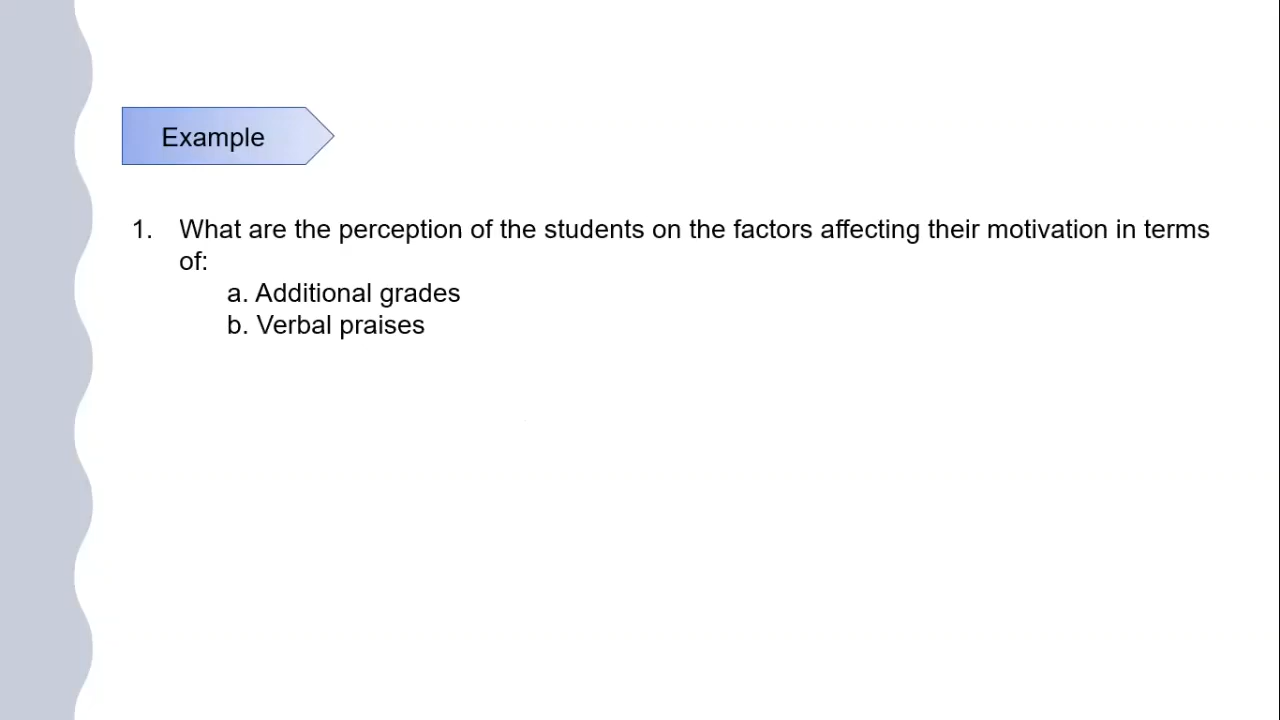 Example
1. What are the perception of the students on the factors affecting their motivation in terms
of:
a. Additional grades
b. Verbal praises